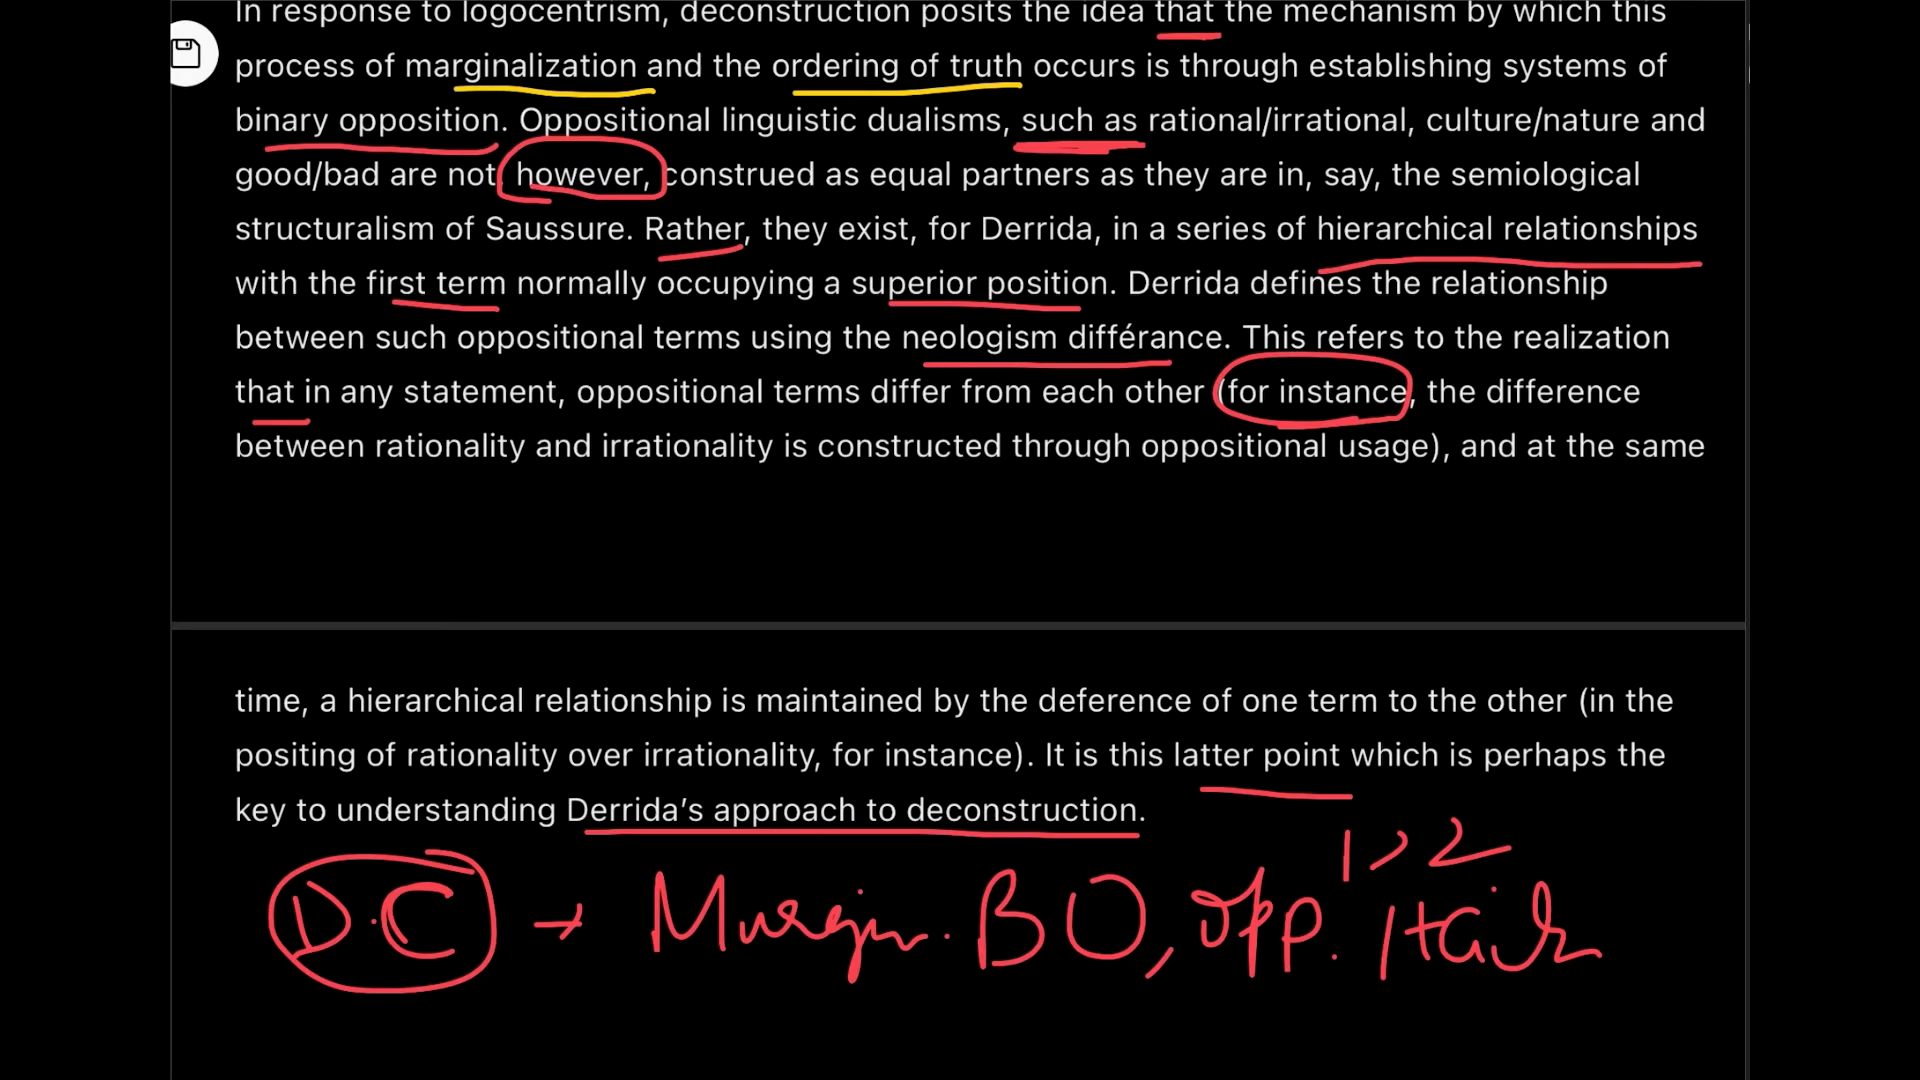 In response to logocentrism, deconstruction posits the idea that the mechanism by which this
process of marginalization and the ordering of truth occurs is through establishing systems of
binary opposition. Oppositional linguistic dualisms, such as rational/irrational, culture/nature and
good/bad are not, however, construed as equal partners as they are in, say, the semiological
structuralism of Saussure. Rather, they exist, for Derrida, in a series of hierarchical relationships
with the first term normally occupying a superior position. Derrida defines the relationship
between such oppositional terms using the neologism différance. This refers to the realization
that in any statement, oppositional terms differ from each other (for instance, the difference
between rationality and irrationality is constructed through oppositional usage), and at the same
time, a hierarchical relationship is maintained by the deference of one term to the other (in the
positing of rationality over irrationality, for instance). It is this latter point which is perhaps the
key to understanding Derrida’s approach to deconstruction.
1 > 2
D.C → Margin. BO, opp.